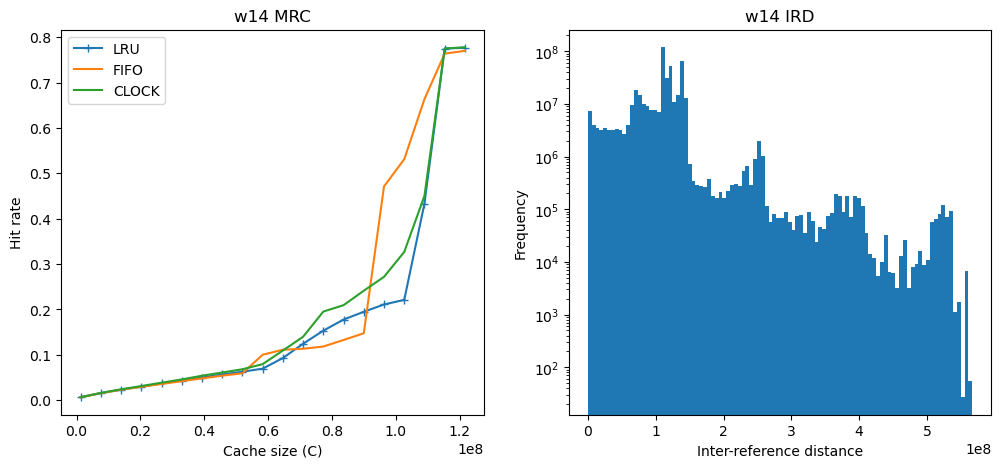 w14 MRC
LRU
FIFO
CLOCK
Hit rate
0.8
0.7
0.6
0.5
0.4
0.3
0.2
0.1
0.0
0.0 0.2 0.4 0.6 0.8 1.0 1.2
1e8
Cache size (C)
w14 IRD
Frequency
10^8
10^7
10^6
10^5
10^4
10^3
10^2
0 1 2 3 4 5
1e8
Inter-reference distance